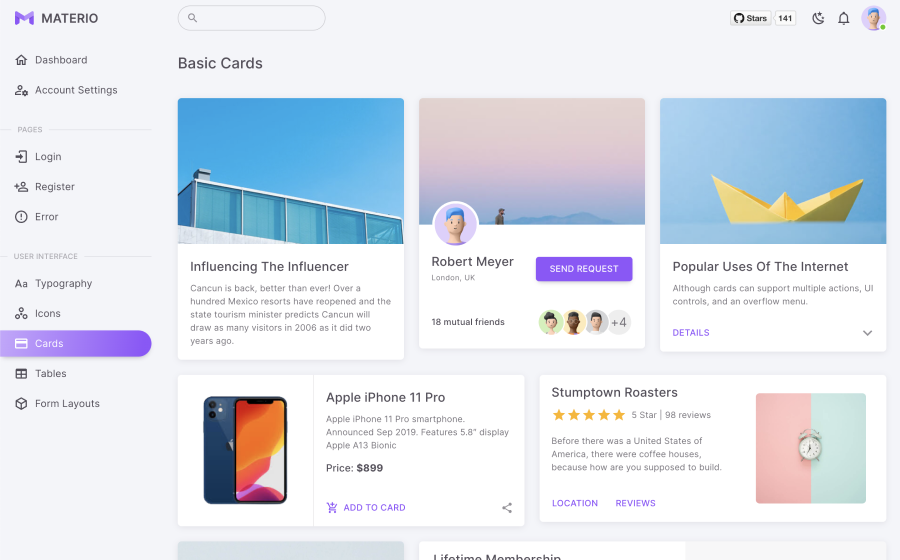 MATERIO
Stars
141
Dashboard
Account Settings
PAGES
Login
Register
Error
USER INTERFACE
Aa Typography
Icons
Cards
Tables
Form Layouts
Basic Cards
Influencing The Influencer
Cancun is back, better than ever! Over a
hundred Mexico resorts have reopened and the
state tourism minister predicts Cancun will
draw as many visitors in 2006 as it did two
years ago.
Robert Meyer
London, UK
SEND REQUEST
18 mutual friends
+4
Popular Uses Of The Internet
Although cards can support multiple actions, UI
controls, and an overflow menu.
DETAILS
Apple iPhone 11 Pro
Apple iPhone 11 Pro smartphone.
Announced Sep 2019. Features 5.8" display
Apple A13 Bionic
Price: $899
ADD TO CARD
Stumptown Roasters
5 Star | 98 reviews
Before there was a United States of
America, there were coffee houses,
because how are you supposed to build.
LOCATION
REVIEWS
Lifetime Membership